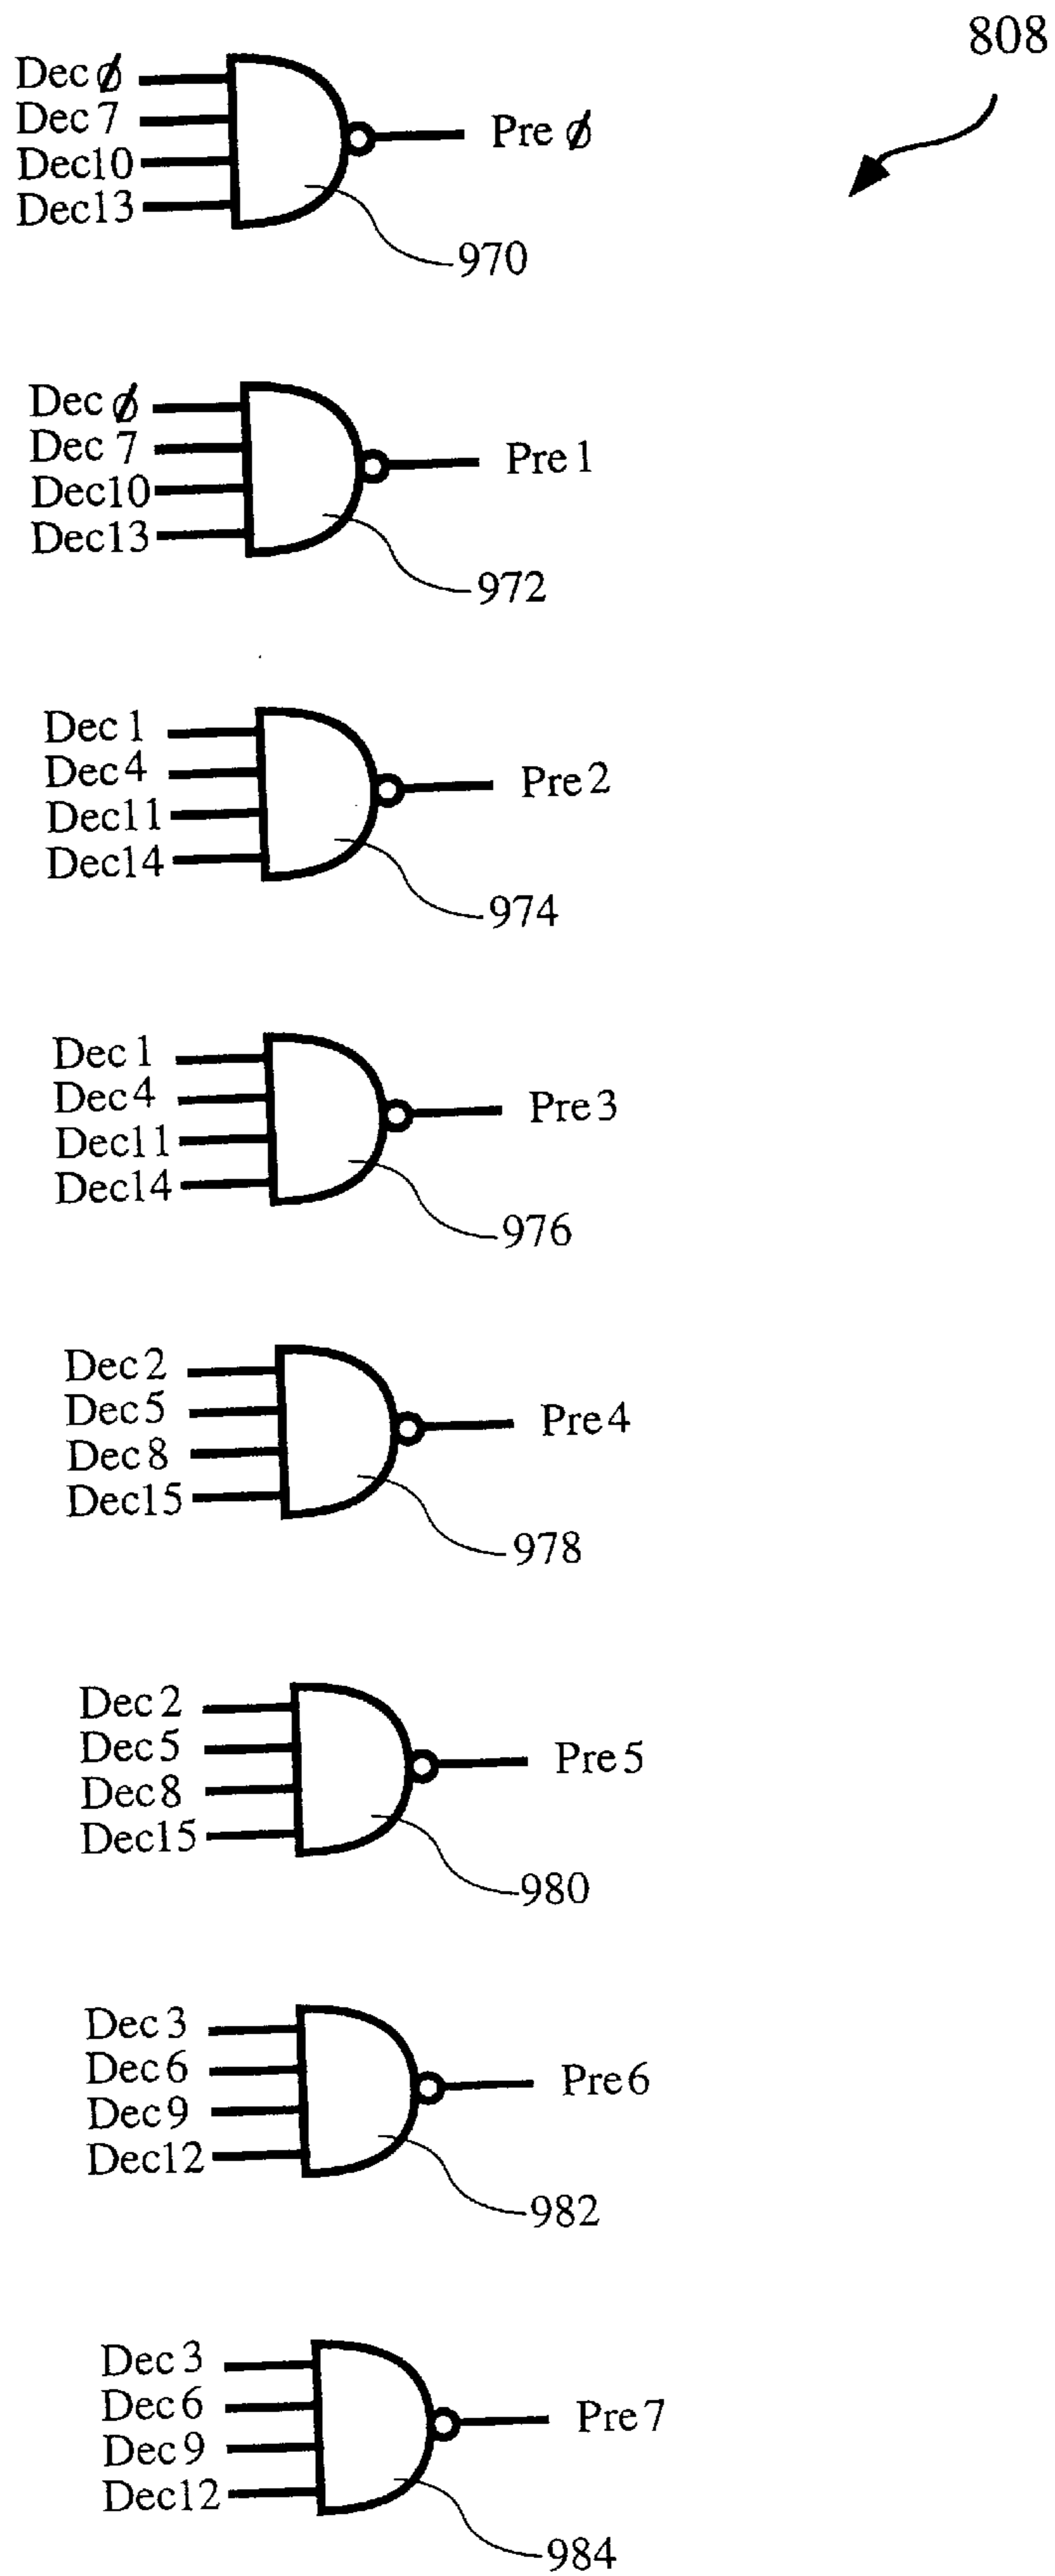 808
Dec ∅
Dec 7
Dec10
Dec13
Pre ∅
970
Dec ∅
Dec 7
Dec10
Dec13
Pre 1
972
Dec 1
Dec 4
Dec11
Dec14
Pre 2
974
Dec 1
Dec 4
Dec11
Dec14
Pre 3
976
Dec 2
Dec 5
Dec 8
Dec15
Pre 4
978
Dec 2
Dec 5
Dec 8
Dec15
Pre 5
980
Dec 3
Dec 6
Dec 9
Dec12
Pre 6
982
Dec 3
Dec 6
Dec 9
Dec12
Pre 7
984